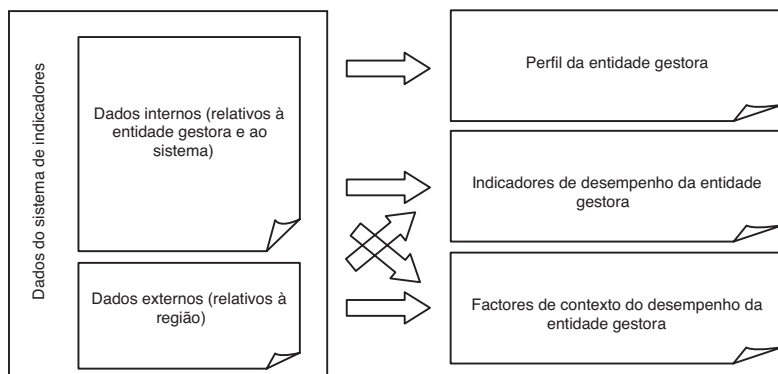 Dados do sistema de indicadores
Dados internos (relativos à
entidade gestora e ao
sistema)
Dados externos (relativos à
região)
Perfil da entidade gestora
Indicadores de desempenho da entidade
gestora
Factores de contexto do desempenho da
entidade gestora